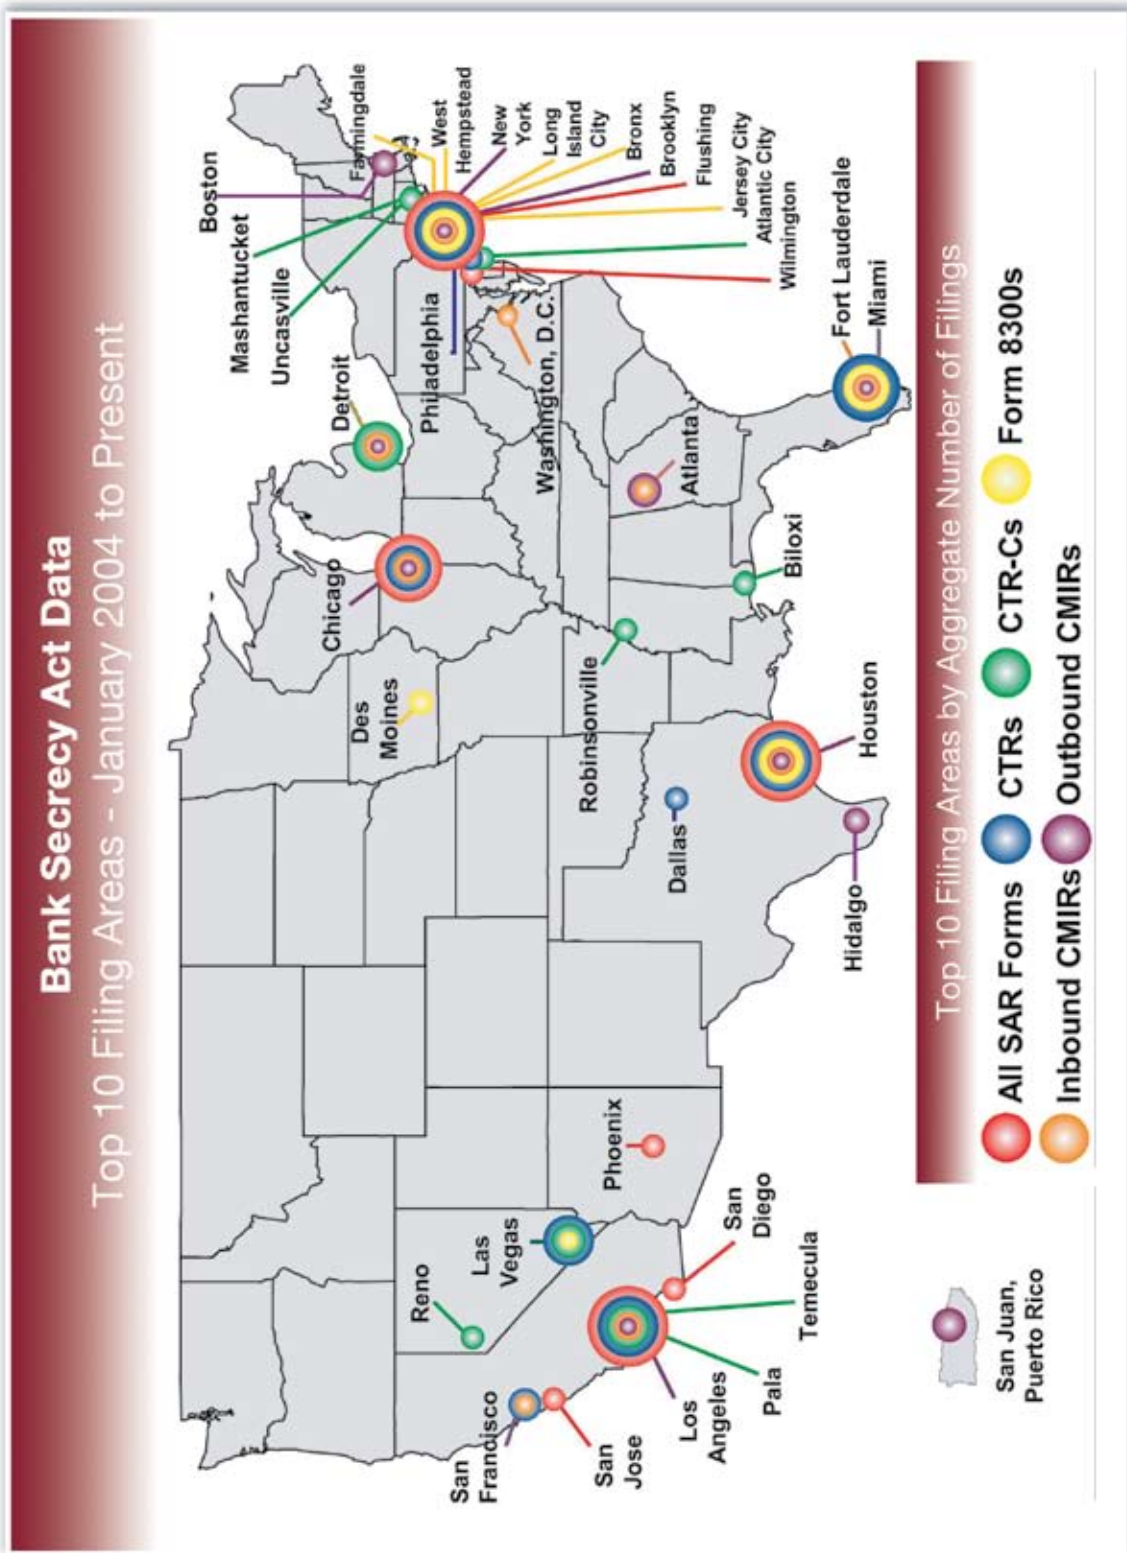 Bank Secrecy Act Data
Top 10 Filing Areas - January 2004 to Present
Boston
Mashantucket
Uncasville
Farmingdale
West
Hempstead
New
York
Long
Island
City
Bronx
Brooklyn
Flushing
Jersey City
Atlantic City
Wilmington
Detroit
Philadelphia
Washington, D.C.
Chicago
Des
Moines
Robinsonville
Atlanta
Biloxi
Fort Lauderdale
Miami
Dallas
Houston
Hidalgo
Phoenix
Reno
Las
Vegas
San
Francisco
San
Jose
Los
Angeles
Pala
Temecula
San
Diego
San Juan,
Puerto Rico
Top 10 Filing Areas by Aggregate Number of Filings
All SAR Forms CTRs CTR-Cs Form 8300s
Inbound CMIRs Outbound CMIRs